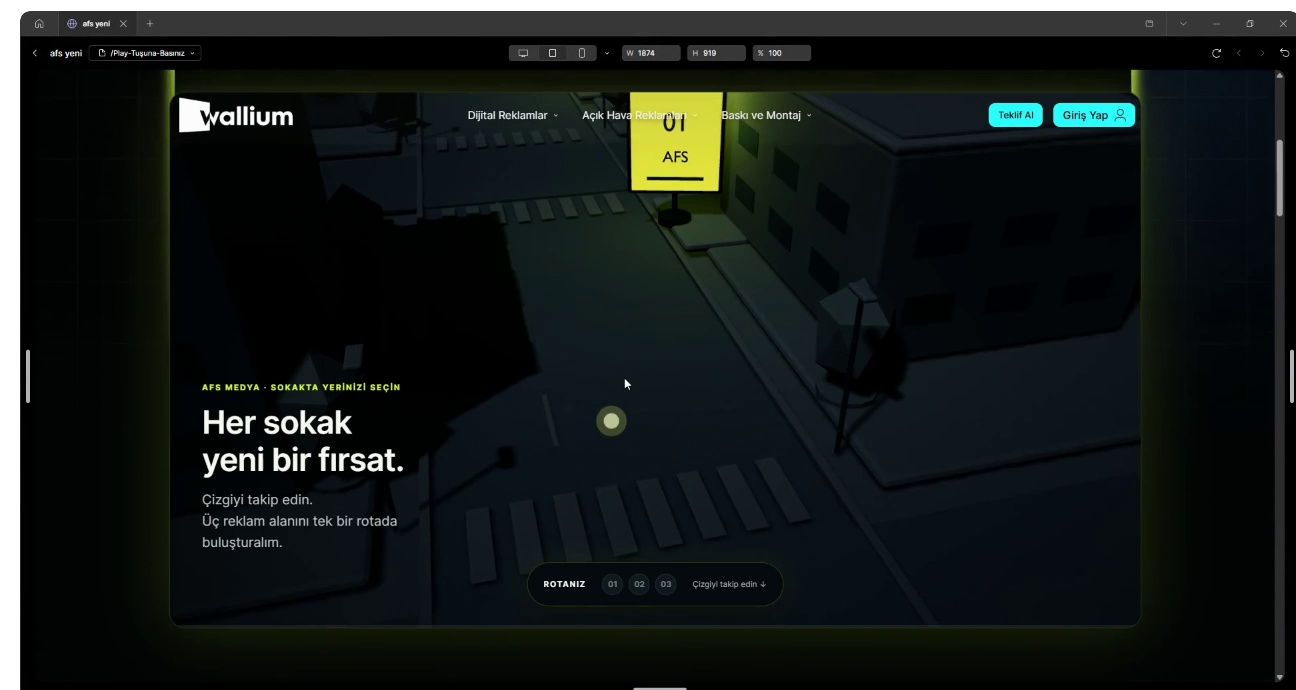 afs yeni
afs yeni
/Play-Tuşuna-Basınız
W 1874
H 919
% 100
wallium
Dijital Reklamlar
Açık Hava Reklamları
Baskı ve Montaj
Teklif Al
Giriş Yap
01
AFS
AFS MEDYA · SOKAKTA YERİNİZİ SEÇİN
Her sokak
yeni bir fırsat.
Çizgiyi takip edin.
Üç reklam alanını tek bir rotada
buluşturalım.
ROTANIZ 01 02 03 Çizgiyi takip edin ↓